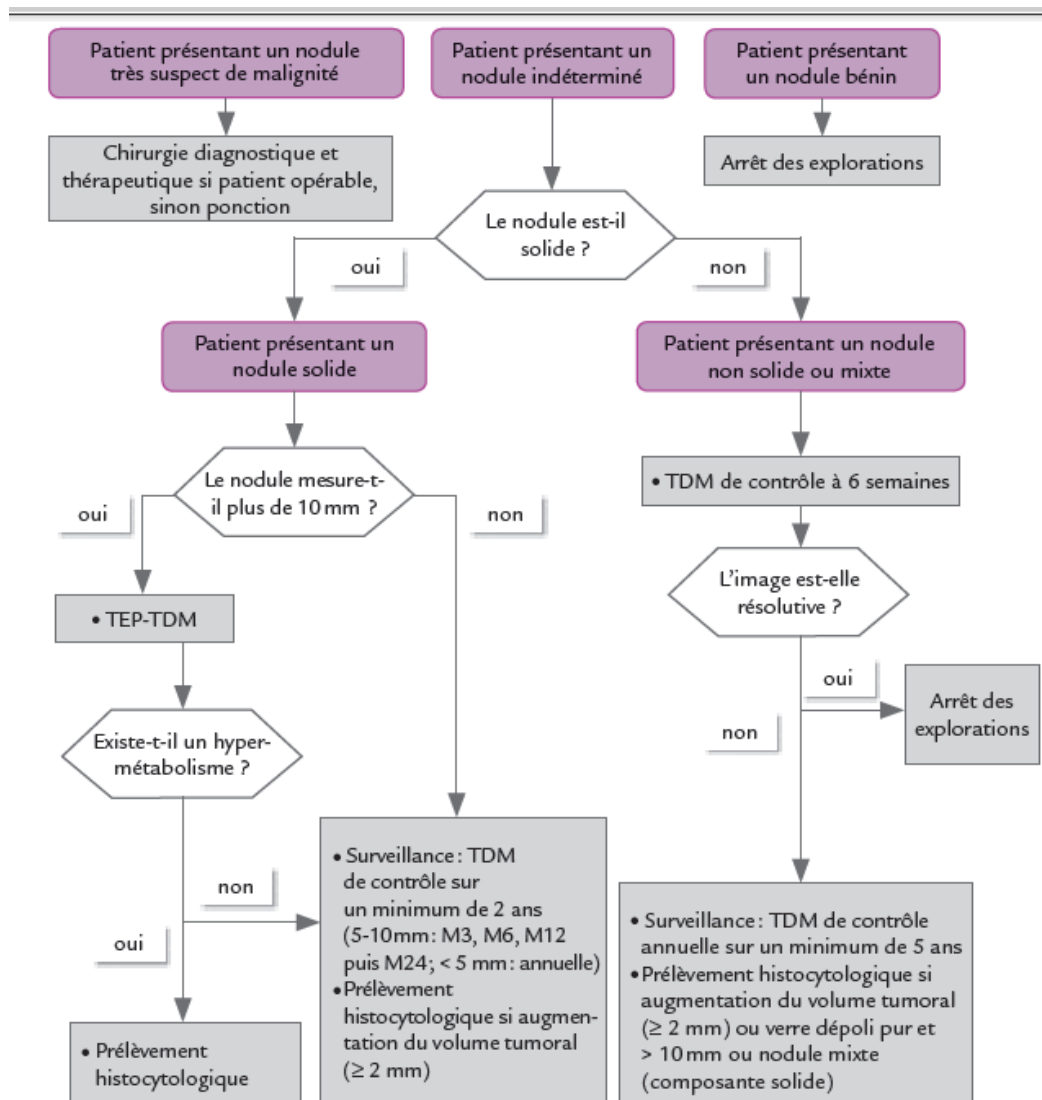 Patient présentant un nodule
très suspect de malignité
Patient présentant un
nodule indéterminé
Patient présentant
un nodule bénin
Chirurgie diagnostique et
thérapeutique si patient opérable,
sinon ponction
Arrêt des explorations
Le nodule est-il
solide ?
oui
non
Patient présentant un
nodule solide
Patient présentant un nodule
non solide ou mixte
Le nodule mesure-t-
il plus de 10 mm ?
oui
non
• TDM de contrôle à 6 semaines
L'image est-elle
résolutive ?
• TEP-TDM
oui
Arrêt des
explorations
non
Existe-t-il un hyper-
métabolisme ?
non
oui
• Surveillance : TDM
de contrôle sur
un minimum de 2 ans
(5-10 mm : M3, M6, M12
puis M24; < 5 mm : annuelle)
• Prélèvement
histocytologique si augmen-
tation du volume tumoral
(≥ 2 mm)
• Surveillance : TDM de contrôle
annuelle sur un minimum de 5 ans
• Prélèvement histocytologique si
augmentation du volume tumoral
(≥ 2 mm) ou verre dépoli pur et
> 10 mm ou nodule mixte
(composante solide)
• Prélèvement
histocytologique